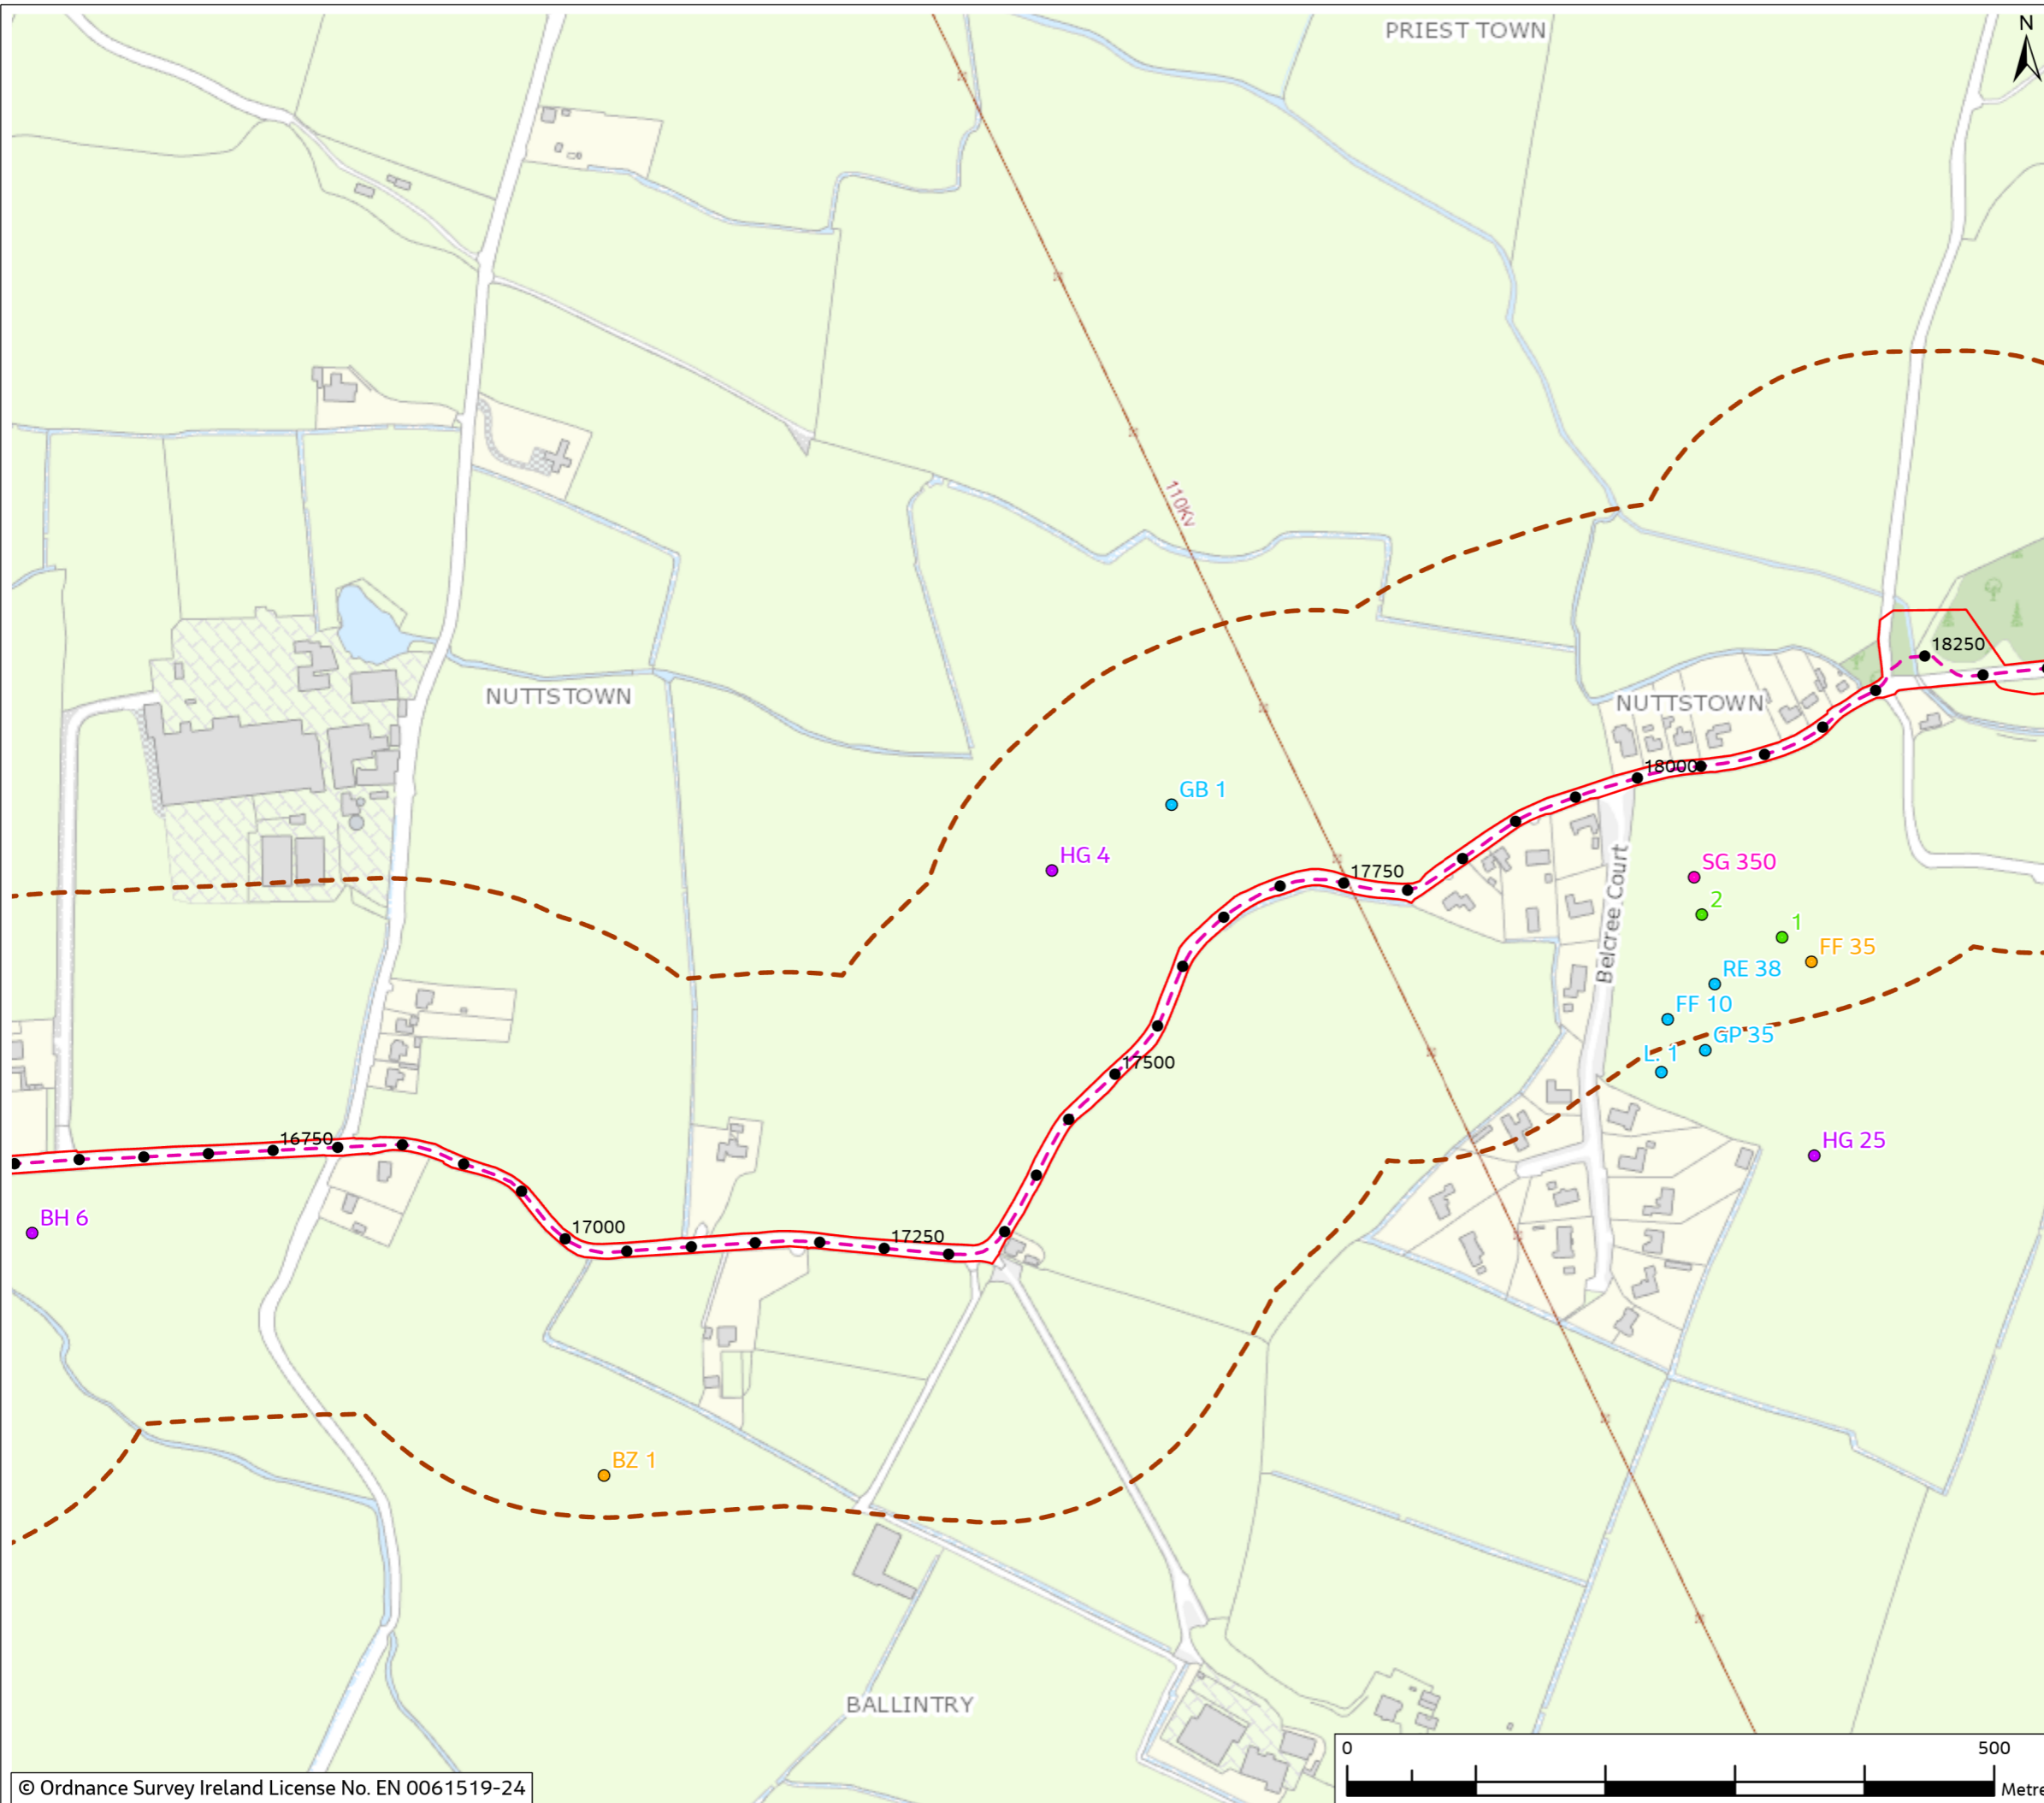 PRIEST TOWN
N
110Kv
18250
NUTTSTOWN
NUTTSTOWN
18000
GB 1
HG 4
17750
SG 350
2
1
FF 35
RE 38
FF 10
GP 35
L. 1
Belcree Court
17500
16750
HG 25
BH 6
17000
17250
BZ 1
BALLINTRY
0
500
Metre
© Ordnance Survey Ireland License No. EN 0061519-24